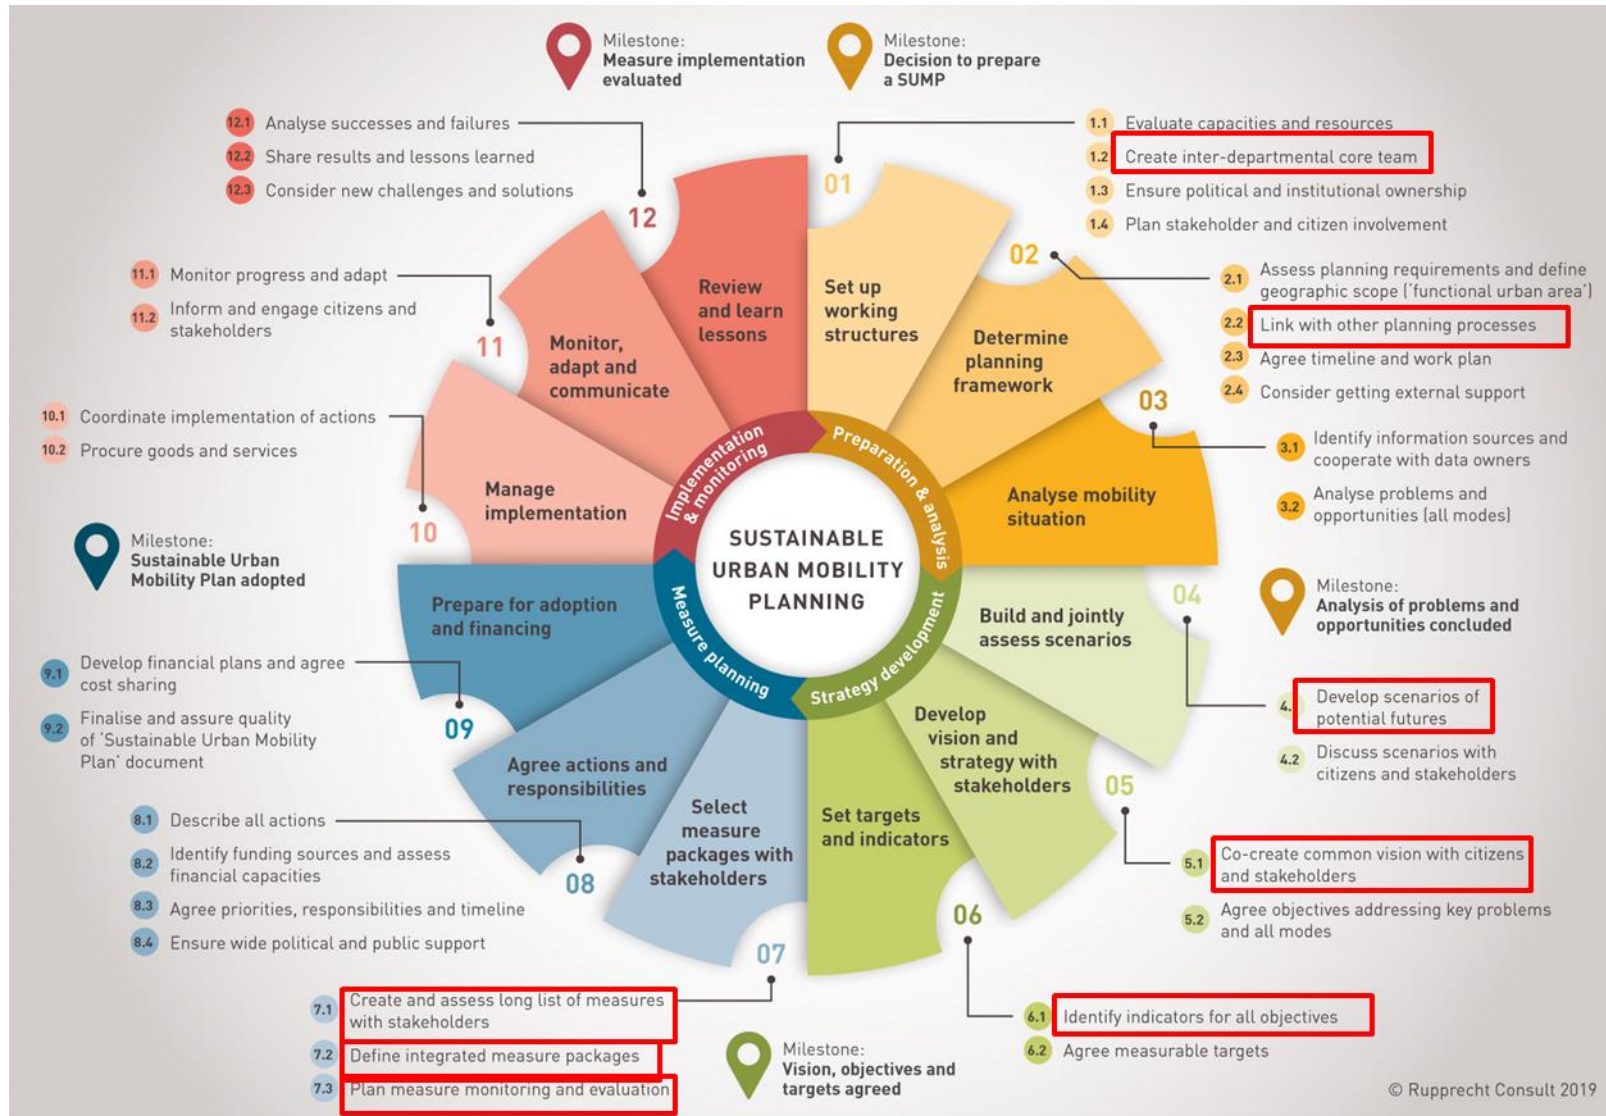 Milestone:
Measure implementation
evaluated
Milestone:
Decision to prepare
a SUMP
12.1 Analyse successes and failures
12.2 Share results and lessons learned
12.3 Consider new challenges and solutions
1.1 Evaluate capacities and resources
1.2 Create inter-departmental core team
1.3 Ensure political and institutional ownership
1.4 Plan stakeholder and citizen involvement
11.1 Monitor progress and adapt
11.2 Inform and engage citizens and
stakeholders
2.1 Assess planning requirements and define
geographic scope ('functional urban area')
2.2 Link with other planning processes
2.3 Agree timeline and work plan
2.4 Consider getting external support
10.1 Coordinate implementation of actions
10.2 Procure goods and services
3.1 Identify information sources and
cooperate with data owners
3.2 Analyse problems and
opportunities (all modes)
Milestone:
Sustainable Urban
Mobility Plan adopted
Milestone:
Analysis of problems and
opportunities concluded
01
Set up
working
structures
02
Determine
planning
framework
03
Analyse mobility
situation
04
Build and jointly
assess scenarios
05
Develop
vision and
strategy with
stakeholders
06
Set targets
and indicators
07
Select
measure
packages with
stakeholders
08
Agree actions and
responsibilities
09
Prepare for adoption
and financing
10
Manage
implementation
11
Monitor,
adapt and
communicate
12
Review
and learn
lessons
Preparation & analysis
Strategy development
Measure planning
Implementation
& monitoring
SUSTAINABLE
URBAN MOBILITY
PLANNING
9.1 Develop financial plans and agree
cost sharing
9.2 Finalise and assure quality
of 'Sustainable Urban Mobility
Plan' document
4. Develop scenarios of
potential futures
4.2 Discuss scenarios with
citizens and stakeholders
8.1 Describe all actions
8.2 Identify funding sources and assess
financial capacities
8.3 Agree priorities, responsibilities and timeline
8.4 Ensure wide political and public support
5.1 Co-create common vision with citizens
and stakeholders
5.2 Agree objectives addressing key problems
and all modes
7.1 Create and assess long list of measures
with stakeholders
7.2 Define integrated measure packages
7.3 Plan measure monitoring and evaluation
6.1 Identify indicators for all objectives
6.2 Agree measurable targets
Milestone:
Vision, objectives and
targets agreed
© Rupprecht Consult 2019